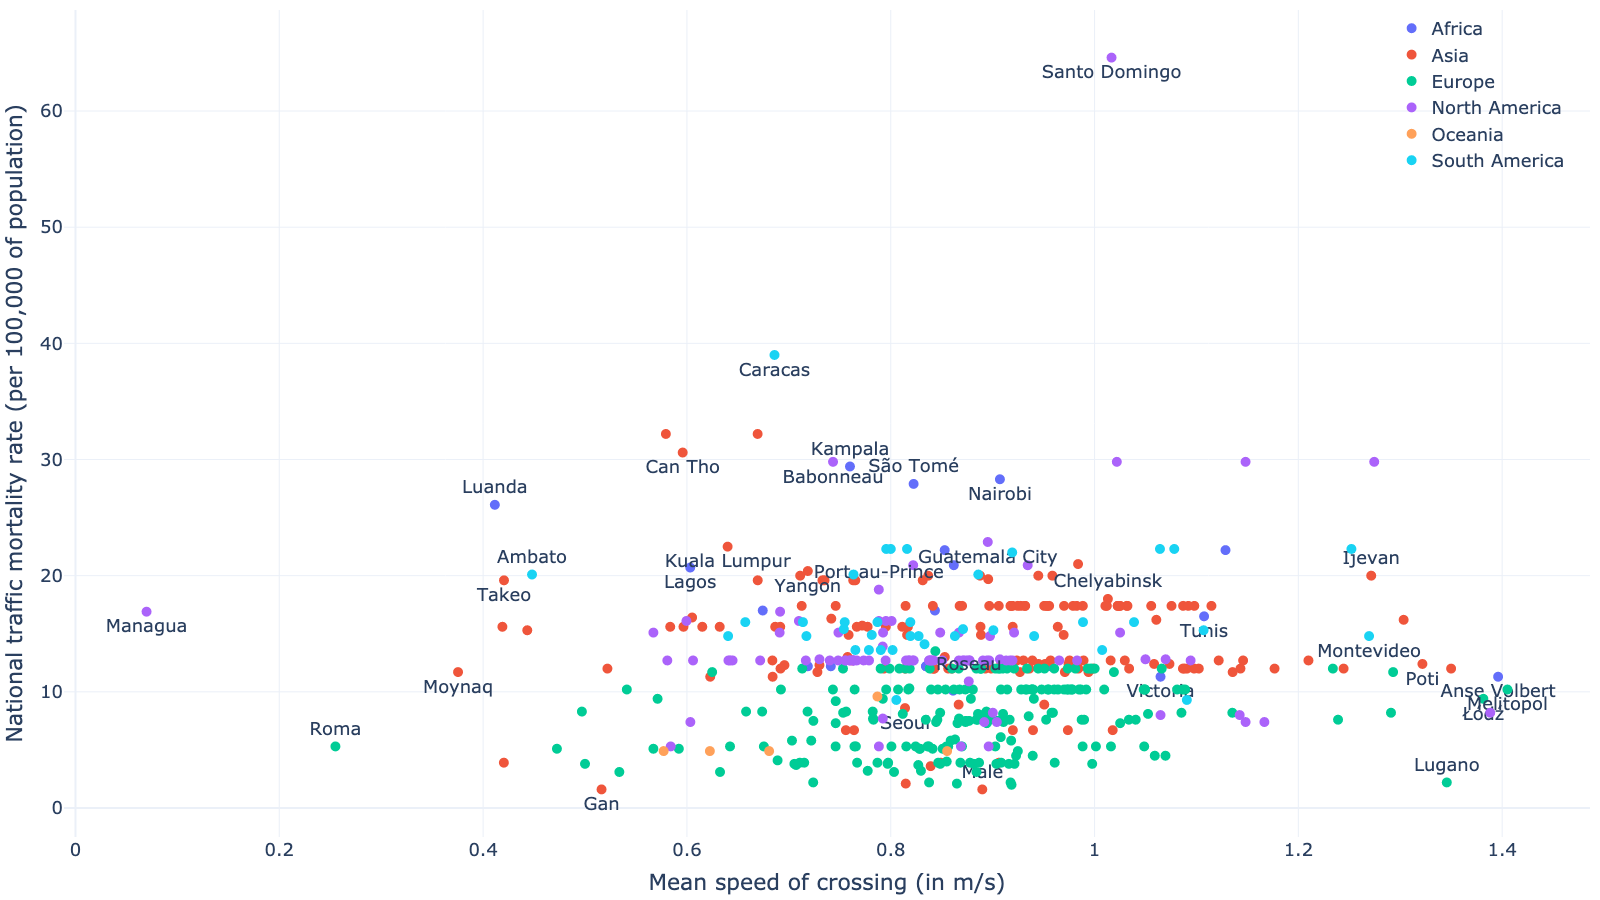 Africa
Asia
Europe
North America
Oceania
South America
National traffic mortality rate (per 100,000 of population)
60
50
40
30
20
10
0
Santo Domingo
Caracas
Kampala
Can Tho
São Tomé
Babonneau
Luanda
Nairobi
Ambato
Kuala Lumpur
Guatemala City
Ijevan
Lagos
Yangon
Port-au-Prince
Chelyabinsk
Takeo
Managua
Tunis
Montevideo
Roseau
Moynaq
Poti
Victoria
Anse Volbert
Melitopol
Łódź
Roma
Seoul
Lugano
Male
Gan
0
0.2
0.4
0.6
0.8
1
1.2
1.4
Mean speed of crossing (in m/s)